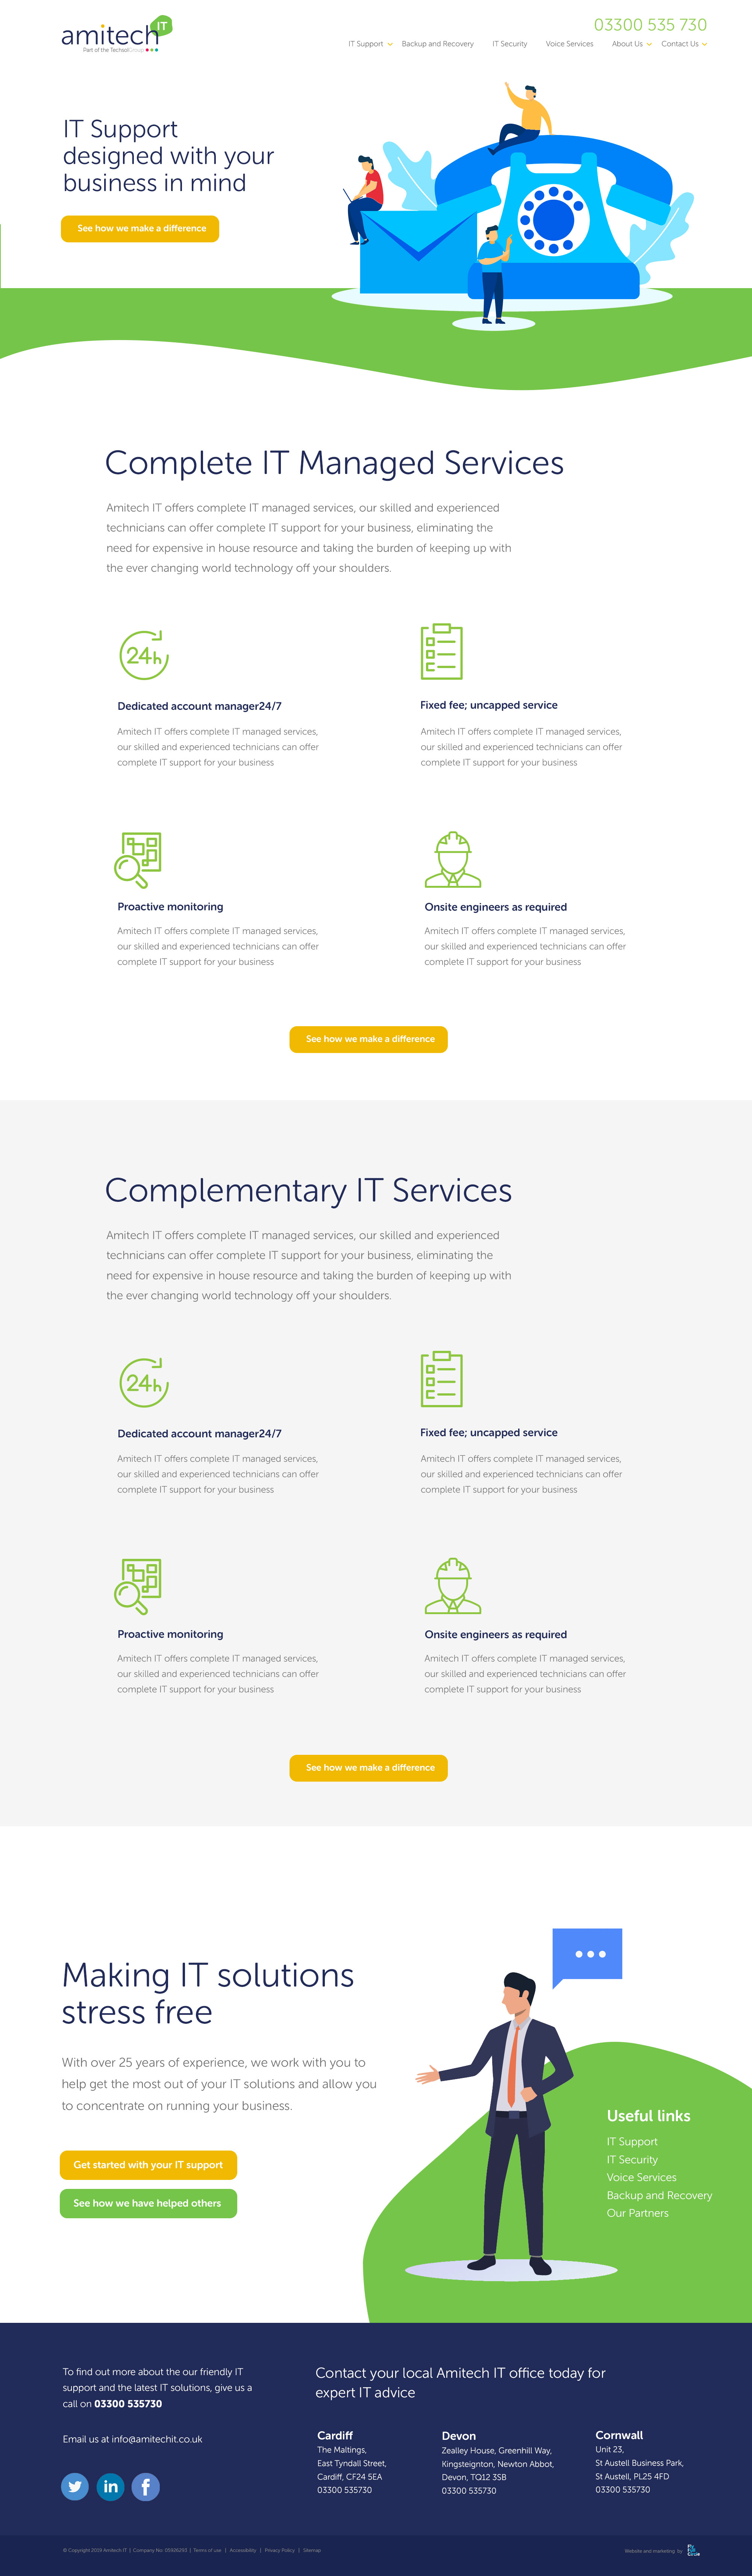 amitech IT
Part of the TechsolGroup
03300 535 730
IT Support
Backup and Recovery
IT Security
Voice Services
About Us
Contact Us
IT Support
designed with your
business in mind
See how we make a difference
Complete IT Managed Services
Amitech IT offers complete IT managed services, our skilled and experienced
technicians can offer complete IT support for your business, eliminating the
need for expensive in house resource and taking the burden of keeping up with
the ever changing world technology off your shoulders.
24h
Dedicated account manager24/7
Amitech IT offers complete IT managed services,
our skilled and experienced technicians can offer
complete IT support for your business
Fixed fee; uncapped service
Amitech IT offers complete IT managed services,
our skilled and experienced technicians can offer
complete IT support for your business
Proactive monitoring
Amitech IT offers complete IT managed services,
our skilled and experienced technicians can offer
complete IT support for your business
Onsite engineers as required
Amitech IT offers complete IT managed services,
our skilled and experienced technicians can offer
complete IT support for your business
See how we make a difference
Complementary IT Services
Amitech IT offers complete IT managed services, our skilled and experienced
technicians can offer complete IT support for your business, eliminating the
need for expensive in house resource and taking the burden of keeping up with
the ever changing world technology off your shoulders.
24h
Dedicated account manager24/7
Amitech IT offers complete IT managed services,
our skilled and experienced technicians can offer
complete IT support for your business
Fixed fee; uncapped service
Amitech IT offers complete IT managed services,
our skilled and experienced technicians can offer
complete IT support for your business
Proactive monitoring
Amitech IT offers complete IT managed services,
our skilled and experienced technicians can offer
complete IT support for your business
Onsite engineers as required
Amitech IT offers complete IT managed services,
our skilled and experienced technicians can offer
complete IT support for your business
See how we make a difference
Making IT solutions
stress free
With over 25 years of experience, we work with you to
help get the most out of your IT solutions and allow you
to concentrate on running your business.
Get started with your IT support
See how we have helped others
Useful links
IT Support
IT Security
Voice Services
Backup and Recovery
Our Partners
To find out more about the our friendly IT
support and the latest IT solutions, give us a
call on 03300 535730
Email us at info@amitechit.co.uk
in
f
Contact your local Amitech IT office today for
expert IT advice
Cardiff
The Maltings,
East Tyndall Street,
Cardiff, CF24 5EA
03300 535730
Devon
Zealley House, Greenhill Way,
Kingsteignton, Newton Abbot,
Devon, TQ12 3SB
03300 535730
Cornwall
Unit 23,
St Austell Business Park,
St Austell, PL25 4FD
03300 535730
© Copyright 2019 Amitech IT | Company No: 05926293 | Terms of use | Accessibility | Privacy Policy | Sitemap
Website and marketing by